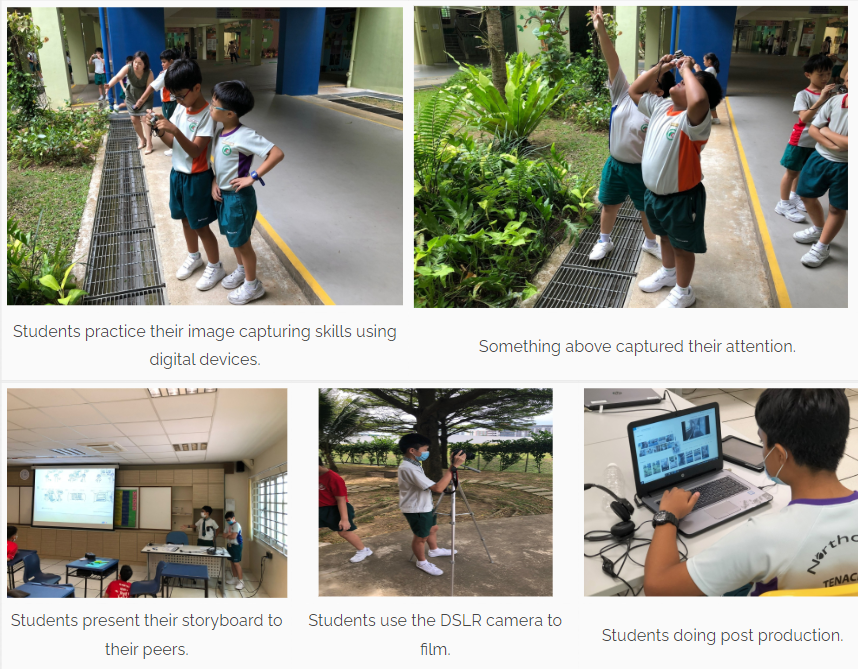 Students practice their image capturing skills using
digital devices.
Something above captured their attention.
Students present their storyboard to
their peers.
Students use the DSLR camera to
film.
Students doing post production.
TENAC